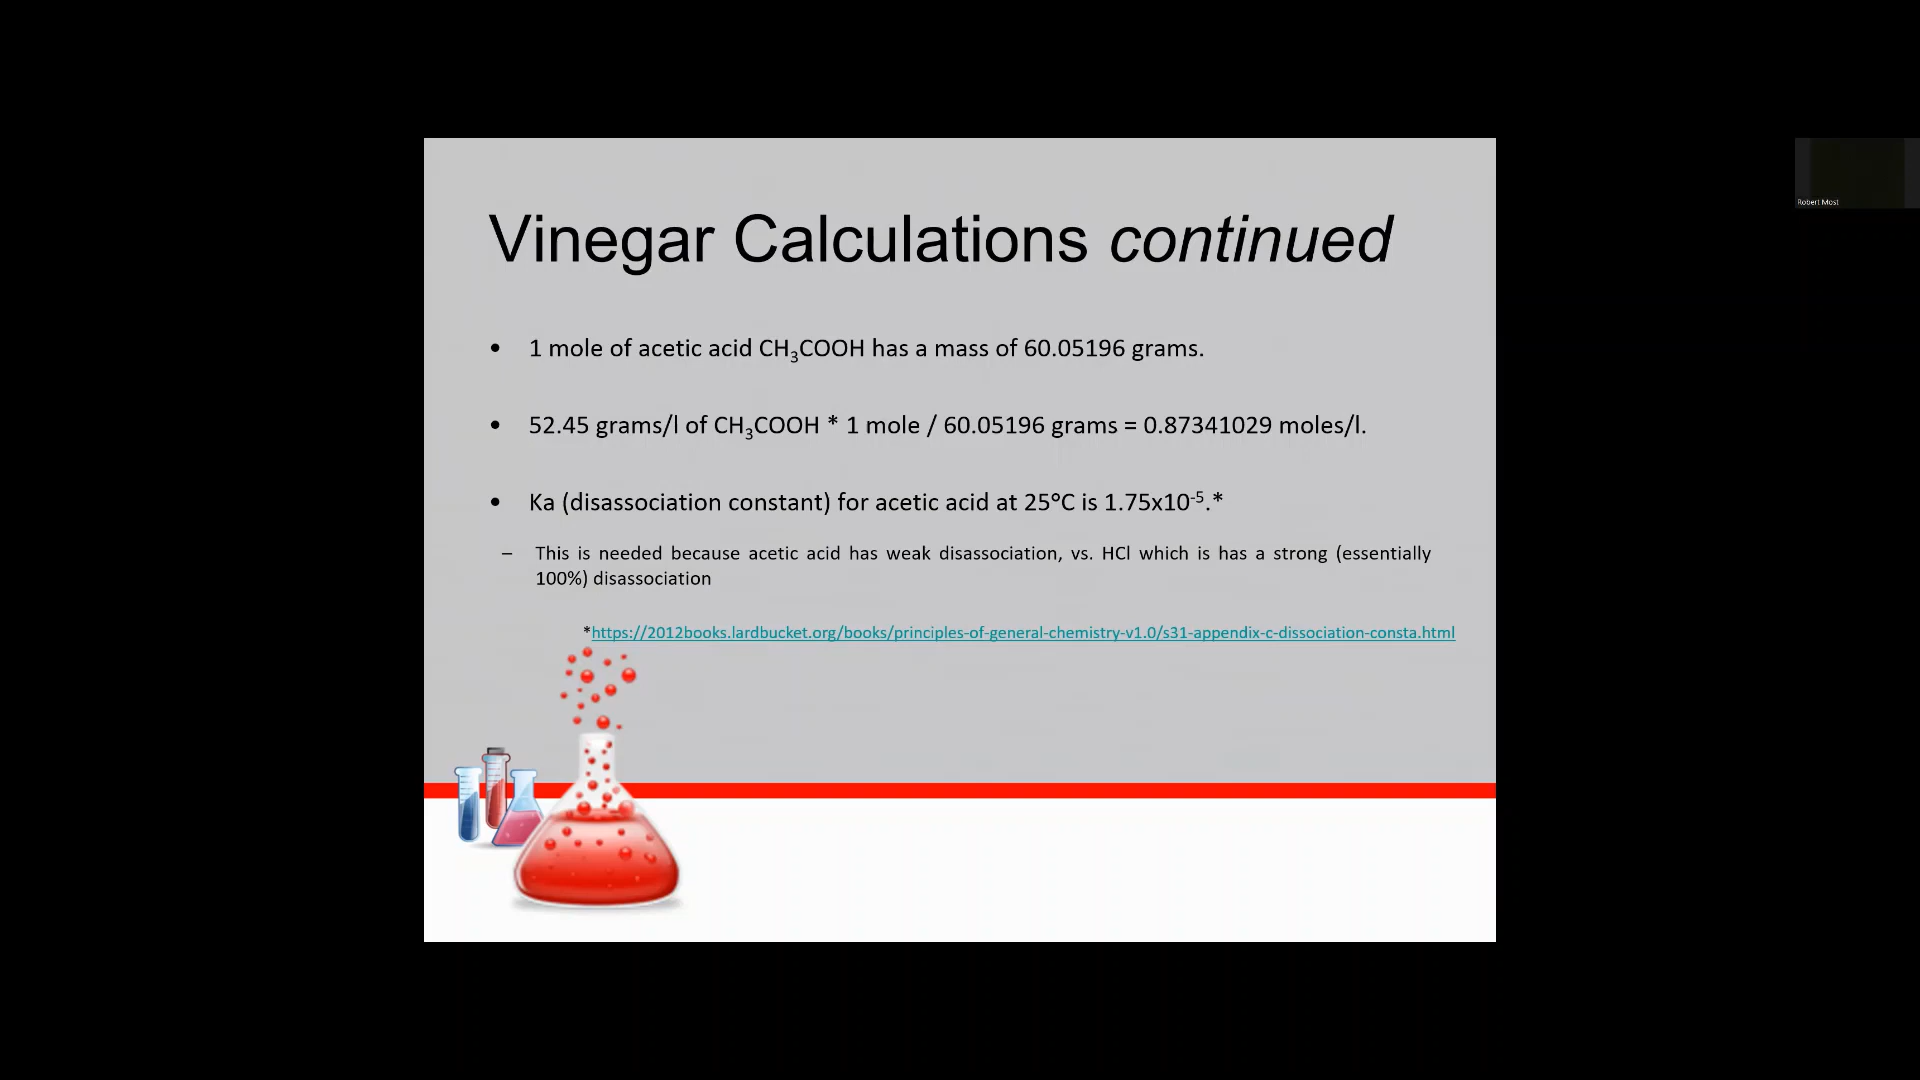 Vinegar Calculations continued
• 1 mole of acetic acid CH₃COOH has a mass of 60.05196 grams.
• 52.45 grams/l of CH₃COOH * 1 mole / 60.05196 grams = 0.87341029 moles/l.
• Ka (disassociation constant) for acetic acid at 25°C is 1.75x10⁻⁵.*
– This is needed because acetic acid has weak disassociation, vs. HCl which is has a strong (essentially
100%) disassociation
*https://2012books.lardbucket.org/books/principles-of-general-chemistry-v1.0/s31-appendix-c-dissociation-consta.html
Robert Most